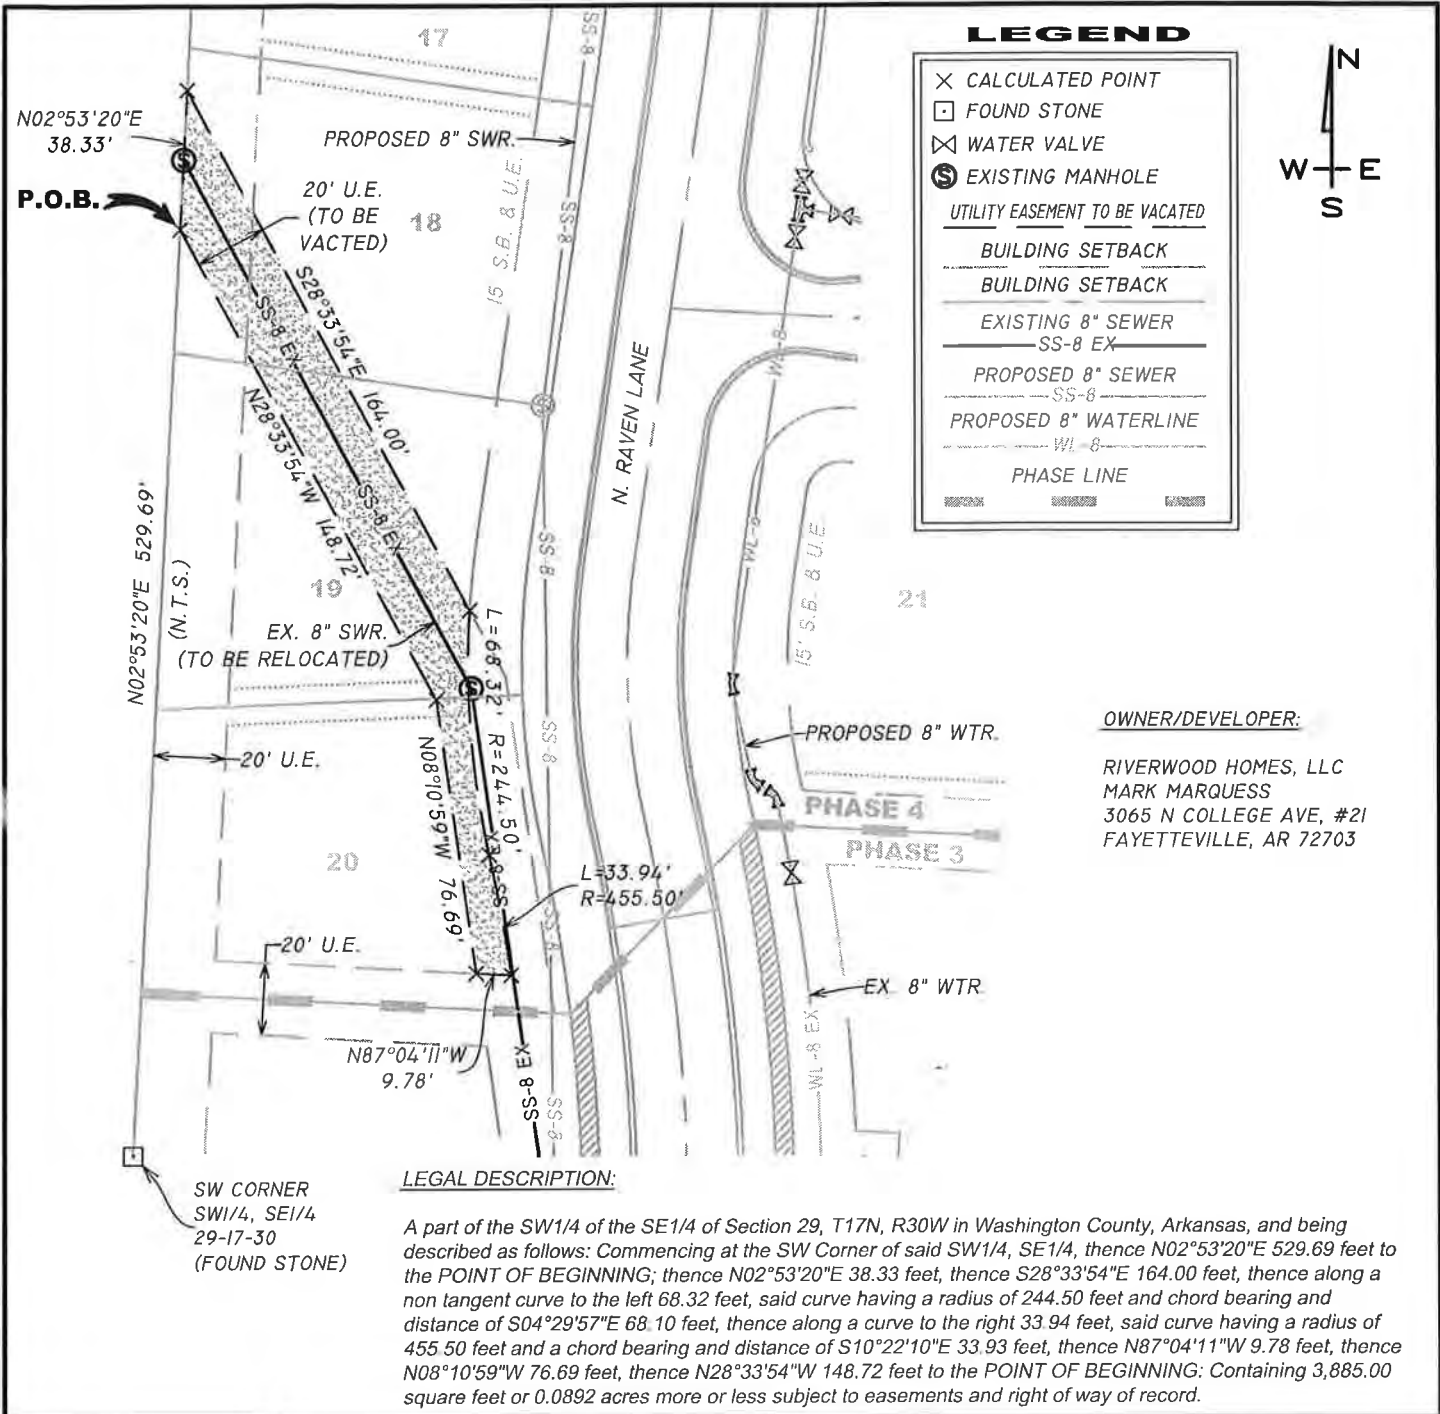 LEGEND
× CALCULATED POINT
FOUND STONE
WATER VALVE
Ⓢ EXISTING MANHOLE
UTILITY EASEMENT TO BE VACATED
BUILDING SETBACK
BUILDING SETBACK
EXISTING 8" SEWER
SS-8 EX
PROPOSED 8" SEWER
SS-8
PROPOSED 8" WATERLINE
WL-8
PHASE LINE
N
W E
S
17
N02°53'20"E
38.33'
PROPOSED 8" SWR.
P.O.B.
20' U.E.
(TO BE
VACTED)
18
15 S.B. & U.E.
SS-8
SS-8
S28°33'54"E 164.00'
SS-8 EX
SS-8 EX
N28°33'54"W 148.72'
N. RAVEN LANE
WL-8
WL-8
N02°53'20"E 529.69'
(N.T.S.)
19
EX. 8" SWR.
(TO BE RELOCATED)
L=68.32' R=244.50'
SS-8
SS-8
15' S.B. & U.E.
21
20' U.E.
N08°10'59"W 76.69'
SS-8 EX
20
L=33.94'
R=455.50'
SS-8
PROPOSED 8" WTR.
PHASE 4
PHASE 3
20' U.E.
EX. 8" WTR.
WL-8 EX
N87°04'11"W
9.78'
SS-8 EX
SS-8
OWNER/DEVELOPER:
RIVERWOOD HOMES, LLC
MARK MARQUESS
3065 N COLLEGE AVE, #21
FAYETTEVILLE, AR 72703
SW CORNER
SW1/4, SE1/4
29-17-30
(FOUND STONE)
LEGAL DESCRIPTION:
A part of the SW1/4 of the SE1/4 of Section 29, T17N, R30W in Washington County, Arkansas, and being
described as follows: Commencing at the SW Corner of said SW1/4, SE1/4, thence N02°53'20"E 529.69 feet to
the POINT OF BEGINNING; thence N02°53'20"E 38.33 feet, thence S28°33'54"E 164.00 feet, thence along a
non tangent curve to the left 68.32 feet, said curve having a radius of 244.50 feet and chord bearing and
distance of S04°29'57"E 68.10 feet, thence along a curve to the right 33.94 feet, said curve having a radius of
455.50 feet and a chord bearing and distance of S10°22'10"E 33.93 feet, thence N87°04'11"W 9.78 feet, thence
N08°10'59"W 76.69 feet, thence N28°33'54"W 148.72 feet to the POINT OF BEGINNING: Containing 3,885.00
square feet or 0.0892 acres more or less subject to easements and right of way of record.